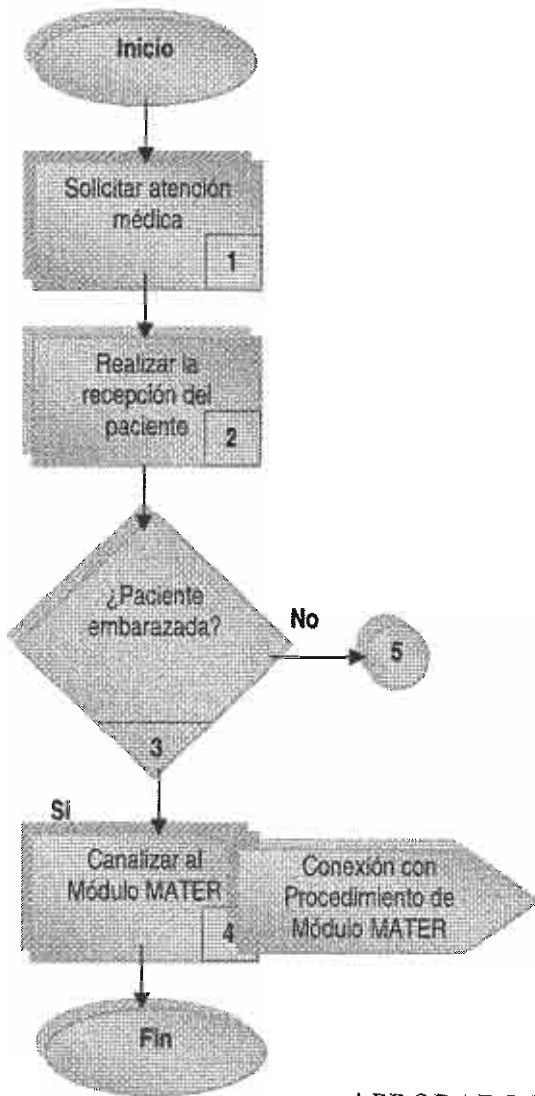 Inicio
Solicitar atención
médica
1
Realizar la
recepción del
paciente
2
¿Paciente
embarazada?
No
5
3
Si
Canalizar al
Módulo MATER
4
Conexión con
Procedimiento de
Módulo MATER
Fin